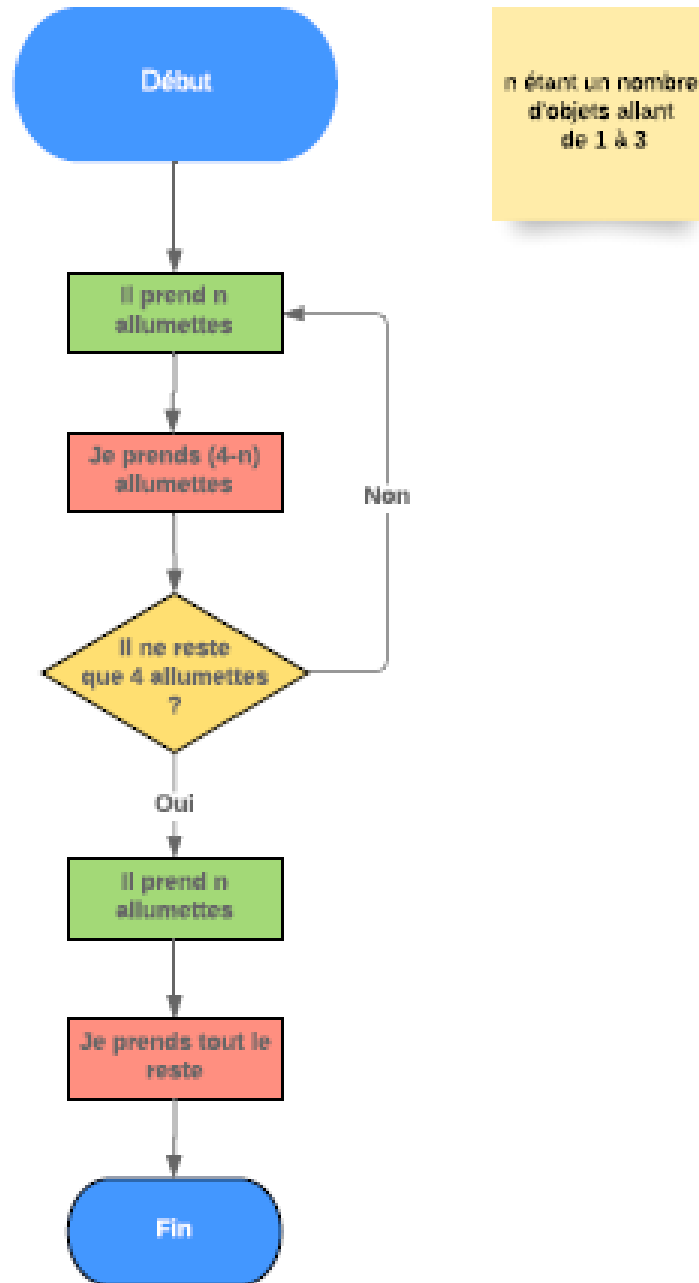 Début
n étant un nombre
d'objets allant
de 1 à 3
Il prend n
allumettes
Je prends (4-n)
allumettes
Non
Il ne reste
que 4 allumettes
?
Oui
Il prend n
allumettes
Je prends tout le
reste
Fin